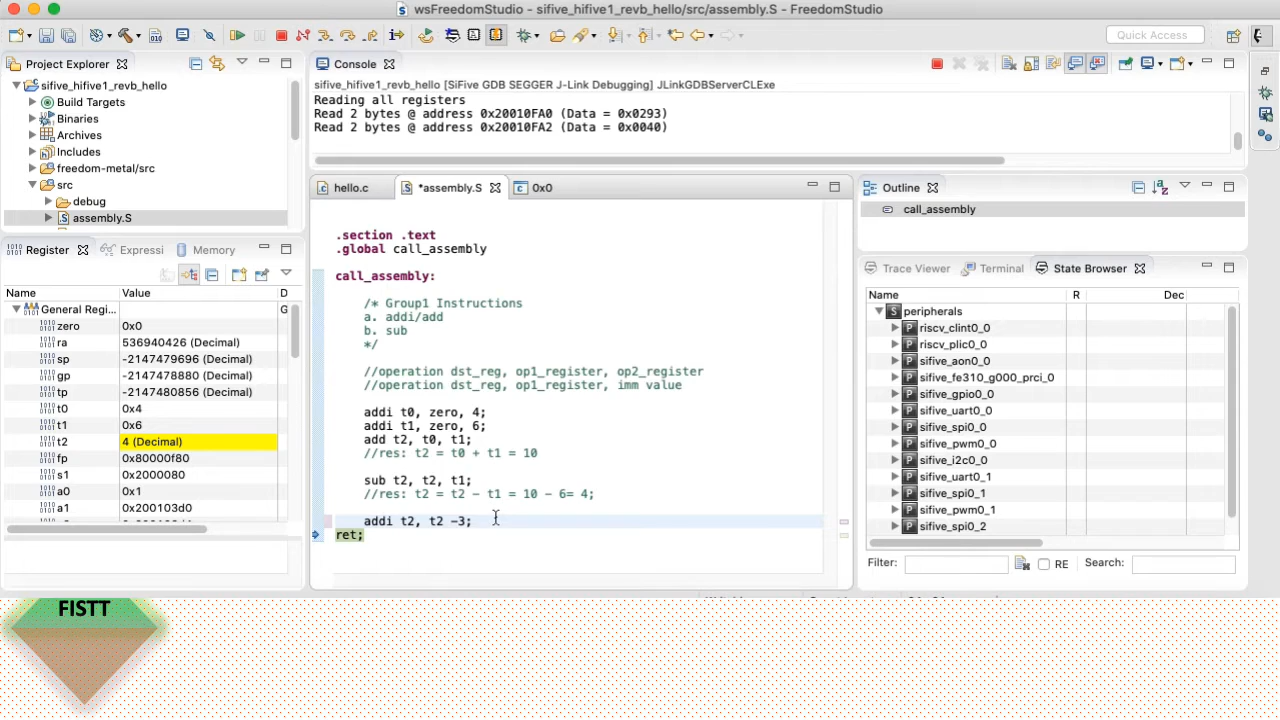 wsFreedomStudio - sifive_hifive1_revb_hello/src/assembly.S - FreedomStudio
Quick Access
Project Explorer
sifive_hifive1_revb_hello
Build Targets
Binaries
Archives
Includes
freedom-metal/src
src
debug
assembly.S
Console
sifive_hifive1_revb_hello [SiFive GDB SEGGER J-Link Debugging] JLinkGDBServerCLExe
Reading all registers
Read 2 bytes @ address 0x20010FA0 (Data = 0x0293)
Read 2 bytes @ address 0x20010FA2 (Data = 0x0040)
Register Expressi Memory
Name Value D
General Regi... G
zero 0x0
ra 536940426 (Decimal)
sp -2147479696 (Decimal)
gp -2147478880 (Decimal)
tp -2147480856 (Decimal)
t0 0x4
t1 0x6
t2 4 (Decimal)
fp 0x80000f80
s1 0x2000080
a0 0x1
a1 0x200103d0
hello.c *assembly.S 0x0
.section .text
.global call_assembly
call_assembly:
/* Group1 Instructions
a. addi/add
b. sub
*/
//operation dst_reg, op1_register, op2_register
//operation dst_reg, op1_register, imm value
addi t0, zero, 4;
addi t1, zero, 6;
add t2, t0, t1;
//res: t2 = t0 + t1 = 10
sub t2, t2, t1;
//res: t2 = t2 - t1 = 10 - 6= 4;
addi t2, t2 -3;
ret;
Outline
call_assembly
Trace Viewer Terminal State Browser
Name R Dec
peripherals
riscv_clint0_0
riscv_plic0_0
sifive_aon0_0
sifive_fe310_g000_prci_0
sifive_gpio0_0
sifive_uart0_0
sifive_spi0_0
sifive_pwm0_0
sifive_i2c0_0
sifive_uart0_1
sifive_spi0_1
sifive_pwm0_1
sifive_spi0_2
Filter: RE Search:
FISTT